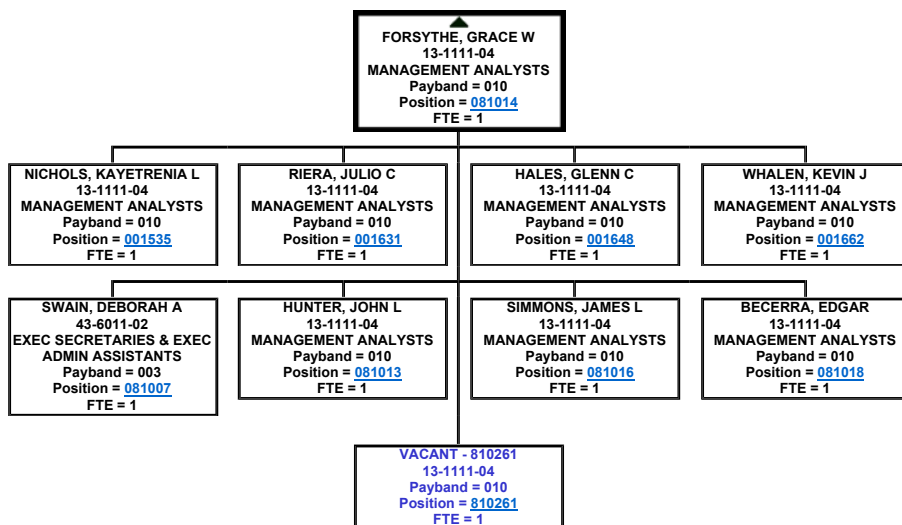 FORSYTHE, GRACE W
13-1111-04
MANAGEMENT ANALYSTS
Payband = 010
Position = 081014
FTE = 1
NICHOLS, KAYETRENIA L
13-1111-04
MANAGEMENT ANALYSTS
Payband = 010
Position = 001535
FTE = 1
RIERA, JULIO C
13-1111-04
MANAGEMENT ANALYSTS
Payband = 010
Position = 001631
FTE = 1
HALES, GLENN C
13-1111-04
MANAGEMENT ANALYSTS
Payband = 010
Position = 001648
FTE = 1
WHALEN, KEVIN J
13-1111-04
MANAGEMENT ANALYSTS
Payband = 010
Position = 001662
FTE = 1
SWAIN, DEBORAH A
43-6011-02
EXEC SECRETARIES & EXEC
ADMIN ASSISTANTS
Payband = 003
Position = 081007
FTE = 1
HUNTER, JOHN L
13-1111-04
MANAGEMENT ANALYSTS
Payband = 010
Position = 081013
FTE = 1
SIMMONS, JAMES L
13-1111-04
MANAGEMENT ANALYSTS
Payband = 010
Position = 081016
FTE = 1
BECERRA, EDGAR
13-1111-04
MANAGEMENT ANALYSTS
Payband = 010
Position = 081018
FTE = 1
VACANT - 810261
13-1111-04
Payband = 010
Position = 810261
FTE = 1